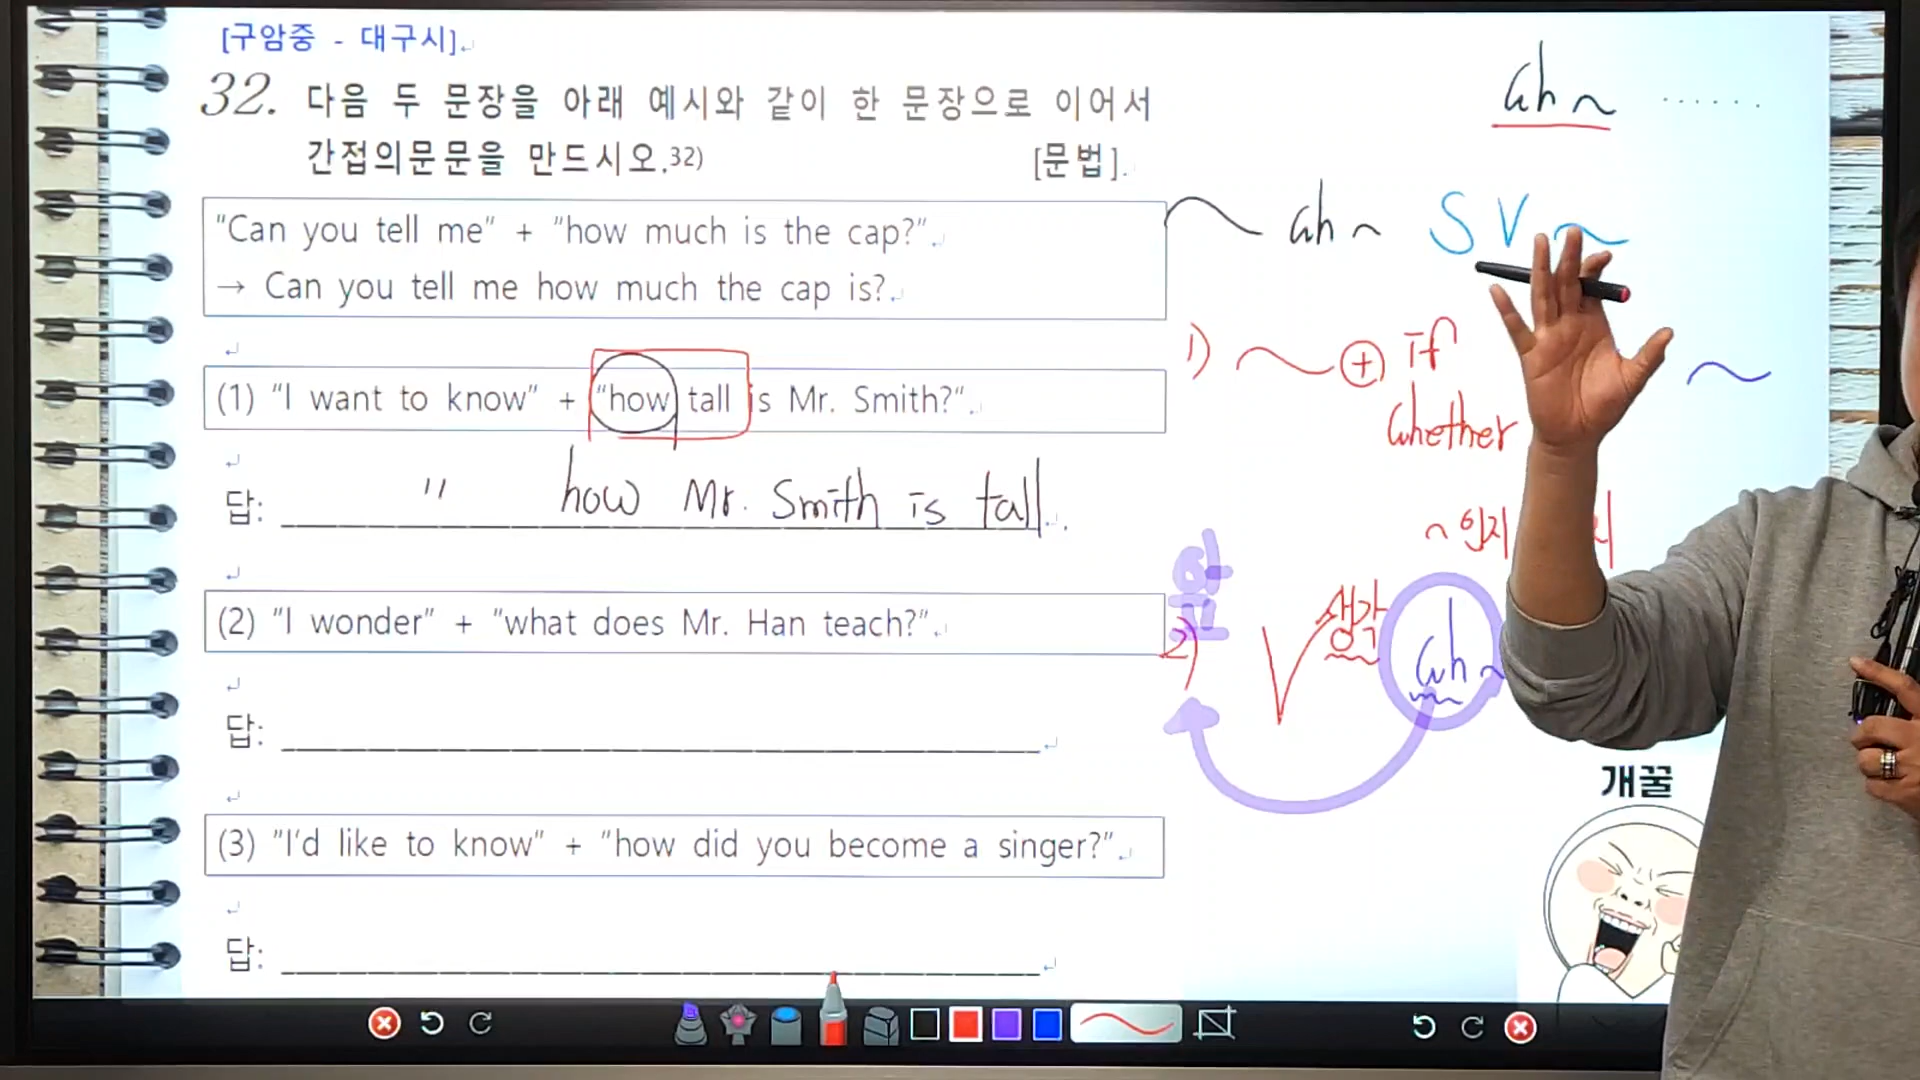 [구암중 - 대구시]
32. 다음 두 문장을 아래 예시와 같이 한 문장으로 이어서
간접의문문을 만드시오.32) [문법]
"Can you tell me" + "how much is the cap?"
→ Can you tell me how much the cap is?
(1) "I want to know" + "how tall is Mr. Smith?"
답: " how Mr. Smith is tall.
(2) "I wonder" + "what does Mr. Han teach?"
답:
(3) "I'd like to know" + "how did you become a singer?"
답:
wh ~ ......
~ wh ~ S V ~
1) ~ + if ~
whether
~인지
2) V 생각 wh ~
개꿀